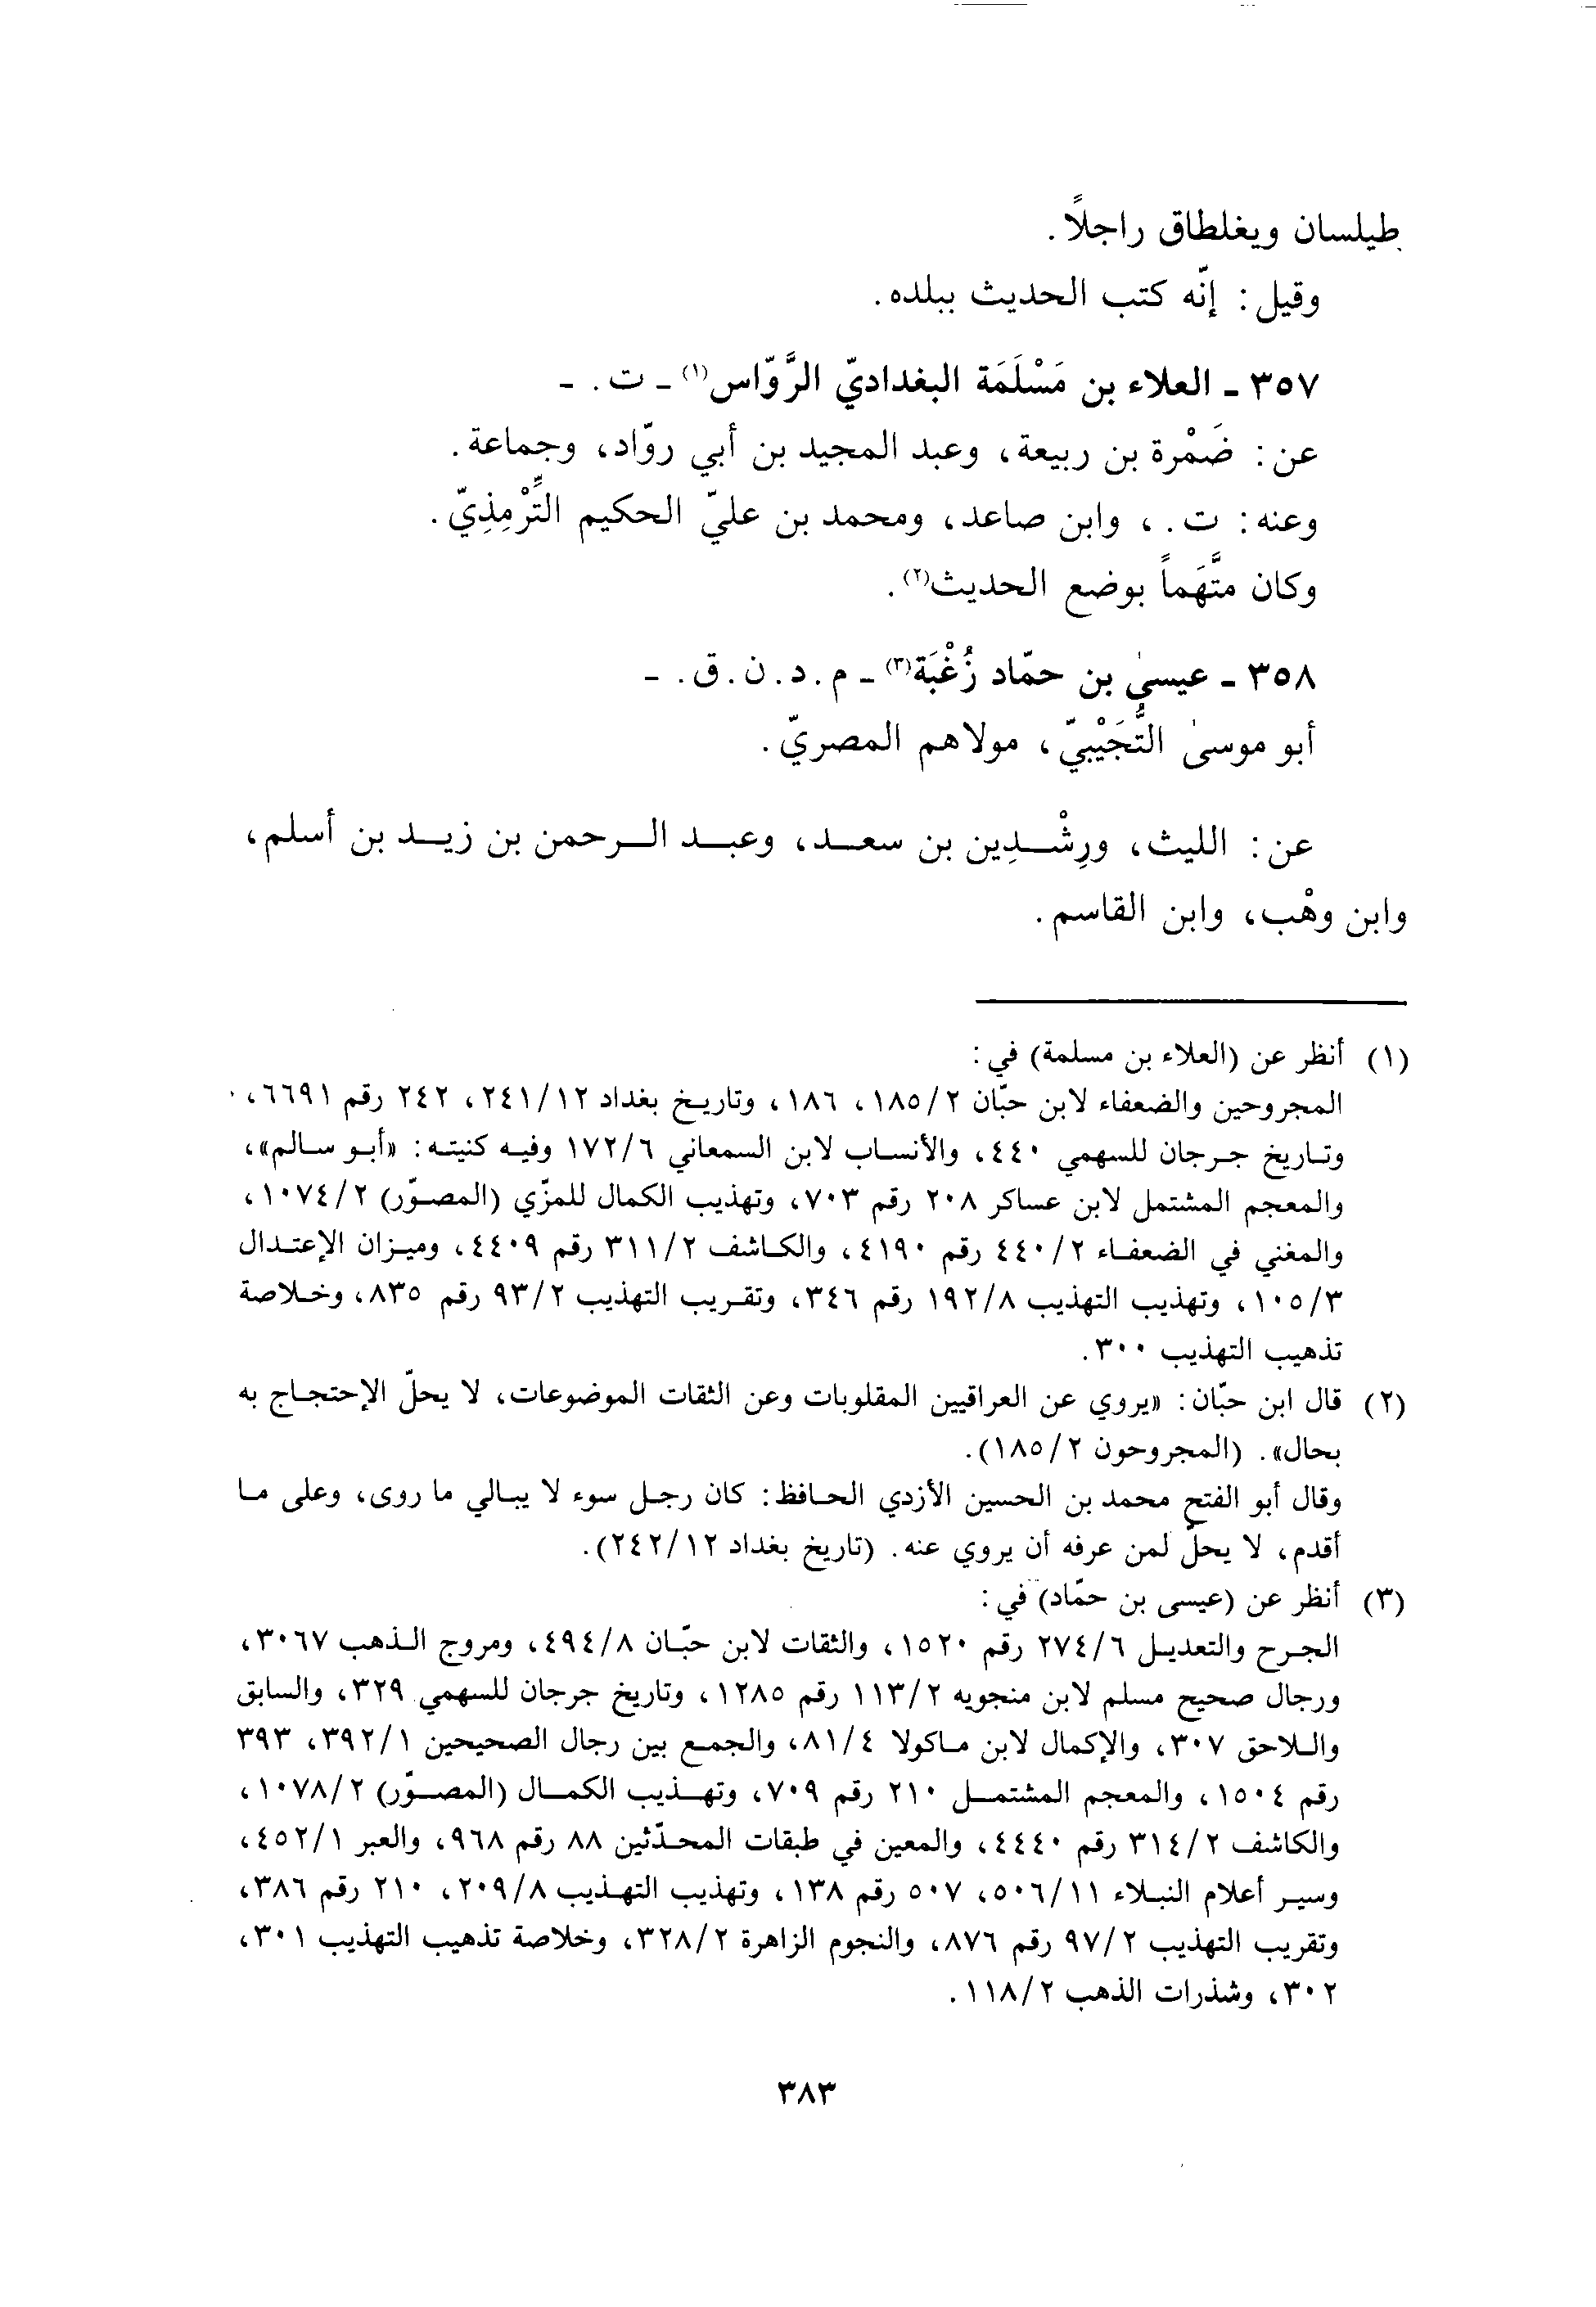 طيلسان ويغلطاق راجلاً.
وقيل: إنّه كتب الحديث ببلده.
٣٥٧ - العلاء بن مَسْلَمَة البغداديّ الرَّوّاس(١) - ت. -
عن: ضَمْرة بن ربيعة، وعبد المجيد بن أبي روّاد، وجماعة.
وعنه: ت.، وابن صاعد، ومحمد بن عليّ الحكيم التِّرْمِذِيّ.
وكان متَّهَماً بوضع الحديث(٢).
٣٥٨ - عيسىٰ بن حمّاد زُغْبَة(٣) - م. د. ن. ق. -
أبو موسىٰ التُّجَيْبيّ، مولاهم المصريّ.
عن: الليث، ورِشْدِين بن سعد، وعبد الرحمن بن زيد بن أسلم،
وابن وهْب، وابن القاسم.
(١) أنظر عن (العلاء بن مسلمة) في:
المجروحين والضعفاء لابن حبّان ٢/١٨٥، ١٨٦، وتاريخ بغداد ١٢/٢٤١، ٢٤٢ رقم ٦٦٩١،
وتاريخ جرجان للسهمي ٤٤٠، والأنساب لابن السمعاني ٦/١٧٢ وفيه كنيته: «أبو سالم»،
والمعجم المشتمل لابن عساكر ٢٠٨ رقم ٧٠٣، وتهذيب الكمال للمزّي (المصوّر) ٢/١٠٧٤،
والمغني في الضعفاء ٢/٤٤٠ رقم ٤١٩٠، والكاشف ٢/٣١١ رقم ٤٤٠٩، وميزان الإعتدال
٣/١٠٥، وتهذيب التهذيب ٨/١٩٢ رقم ٣٤٦، وتقريب التهذيب ٢/٩٣ رقم ٨٣٥، وخلاصة
تذهيب التهذيب ٣٠٠.
(٢) قال ابن حبّان: «يروي عن العراقيين المقلوبات وعن الثقات الموضوعات، لا يحلّ الإحتجاج به
بحال». (المجروحون ٢/١٨٥).
وقال أبو الفتح محمد بن الحسين الأزدي الحافظ: كان رجل سوء لا يبالي ما روى، وعلى ما
أقدم، لا يحلّ لمن عرفه أن يروي عنه. (تاريخ بغداد ١٢/٢٤٢).
(٣) أنظر عن (عيسى بن حمّاد) في:
الجرح والتعديل ٦/٢٧٤ رقم ١٥٢٠، والثقات لابن حبّان ٨/٤٩٤، ومروج الذهب ٣٠٦٧،
ورجال صحيح مسلم لابن منجويه ٢/١١٣ رقم ١٢٨٥، وتاريخ جرجان للسهمي ٣٢٩، والسابق
واللاحق ٣٠٧، والإكمال لابن ماكولا ٤/٨١، والجمع بين رجال الصحيحين ١/٣٩٢، ٣٩٣
رقم ١٥٠٤، والمعجم المشتمل ٢١٠ رقم ٧٠٩، وتهذيب الكمال (المصوّر) ٢/١٠٧٨،
والكاشف ٢/٣١٤ رقم ٤٤٤٠، والمعين في طبقات المحدّثين ٨٨ رقم ٩٦٨، والعبر ١/٤٥٢،
وسير أعلام النبلاء ١١/٥٠٦، ٥٠٧ رقم ١٣٨، وتهذيب التهذيب ٨/٢٠٩، ٢١٠ رقم ٣٨٦،
وتقريب التهذيب ٢/٩٧ رقم ٨٧٦، والنجوم الزاهرة ٢/٣٢٨، وخلاصة تذهيب التهذيب ٣٠١،
٣٠٢، وشذرات الذهب ٢/١١٨.
٣٨٣